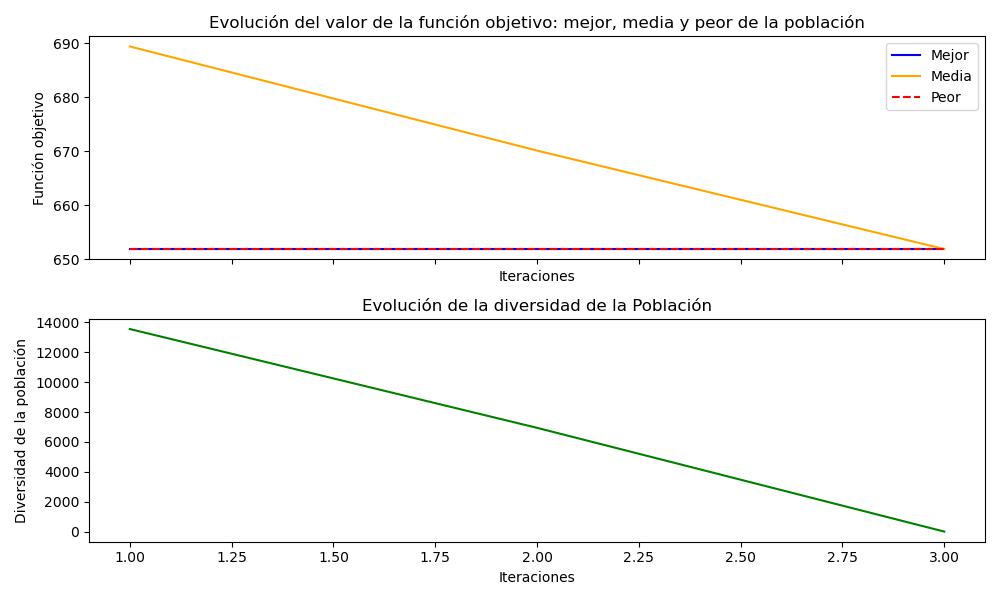 Evolución del valor de la función objetivo: mejor, media y peor de la población
690
680
670
660
650
Función objetivo
Mejor
Media
Peor
Iteraciones
Evolución de la diversidad de la Población
14000
12000
10000
8000
6000
4000
2000
0
Diversidad de la población
1.00 1.25 1.50 1.75 2.00 2.25 2.50 2.75 3.00
Iteraciones